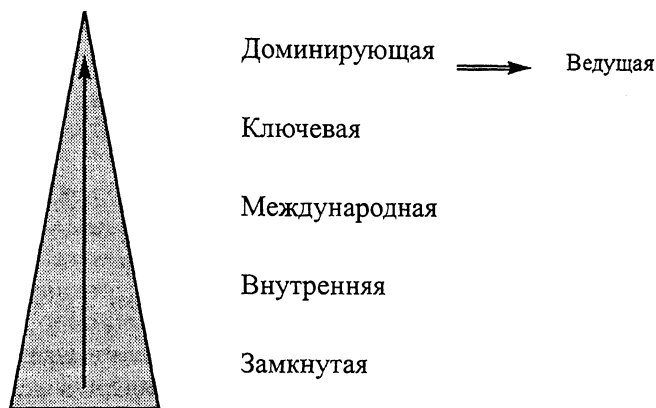 Доминирующая Ведущая
Ключевая
Международная
Внутренняя
Замкнутая